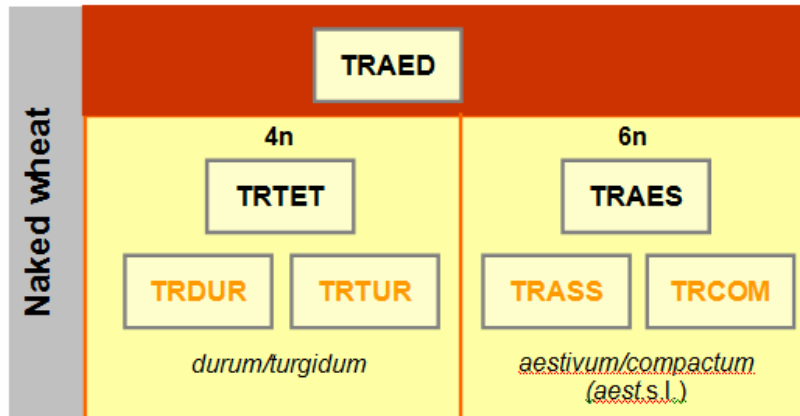 Naked wheat
TRAED
4n
6n
TRTET
TRAES
TRDUR
TRTUR
TRASS
TRCOM
durum/turgidum
aestivum/compactum
(aest.s.l.)